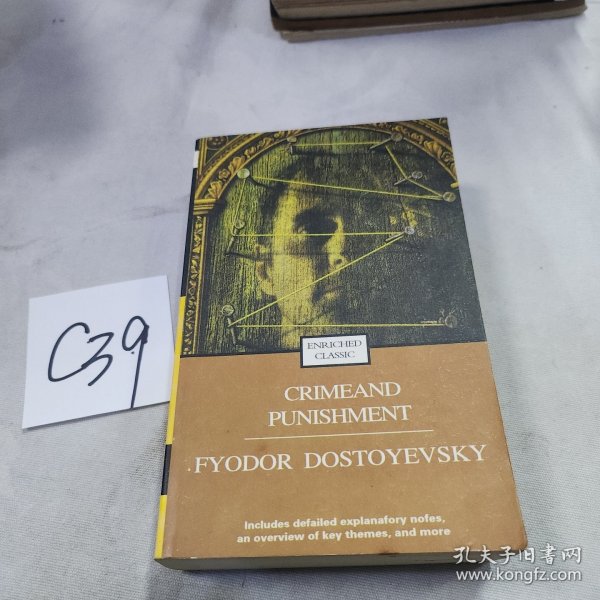 C39
ENRICHED
CLASSIC
CRIMEAND
PUNISHMENT
FYODOR DOSTOYEVSKY
Includes defailed explanafory nofes,
an overview of key themes, and more
孔夫子旧书网
www.kongfz.com